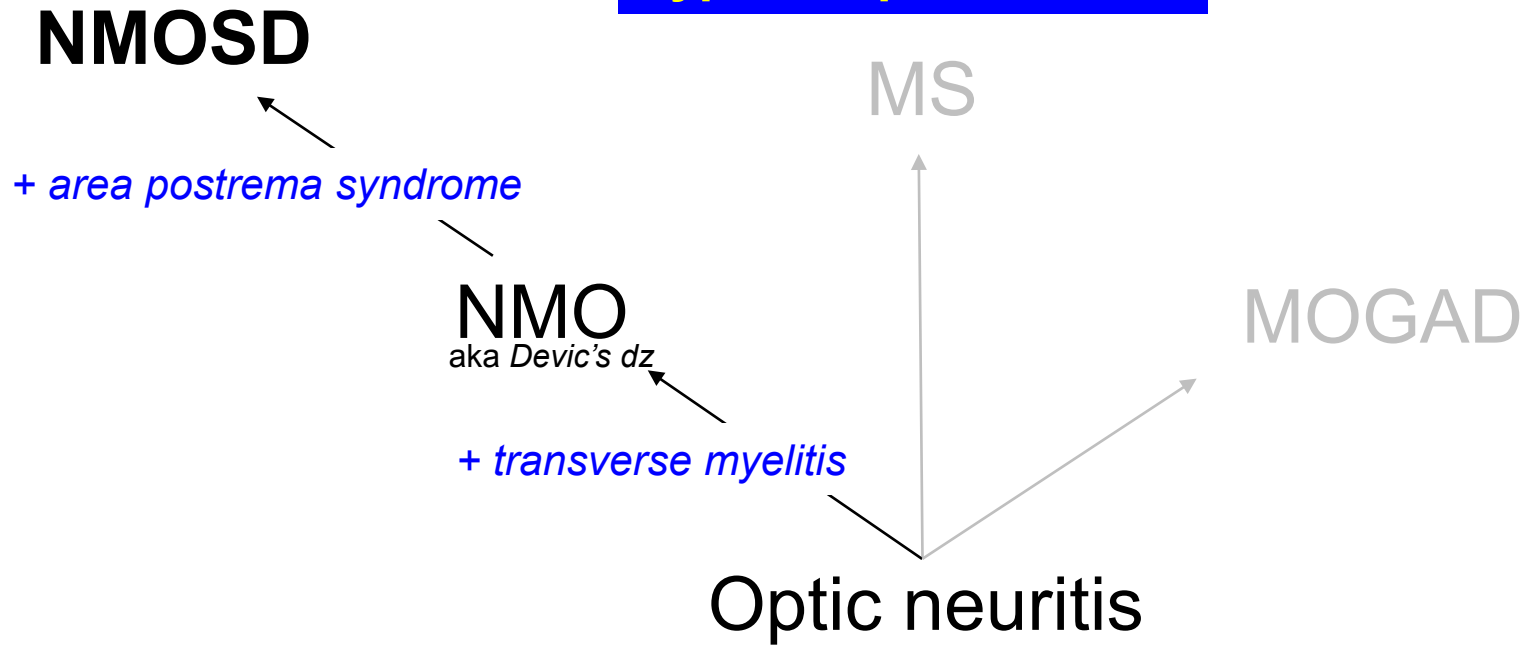 NMOSD
MS
+ area postrema syndrome
NMO
aka Devic's dz
MOGAD
+ transverse myelitis
Optic neuritis